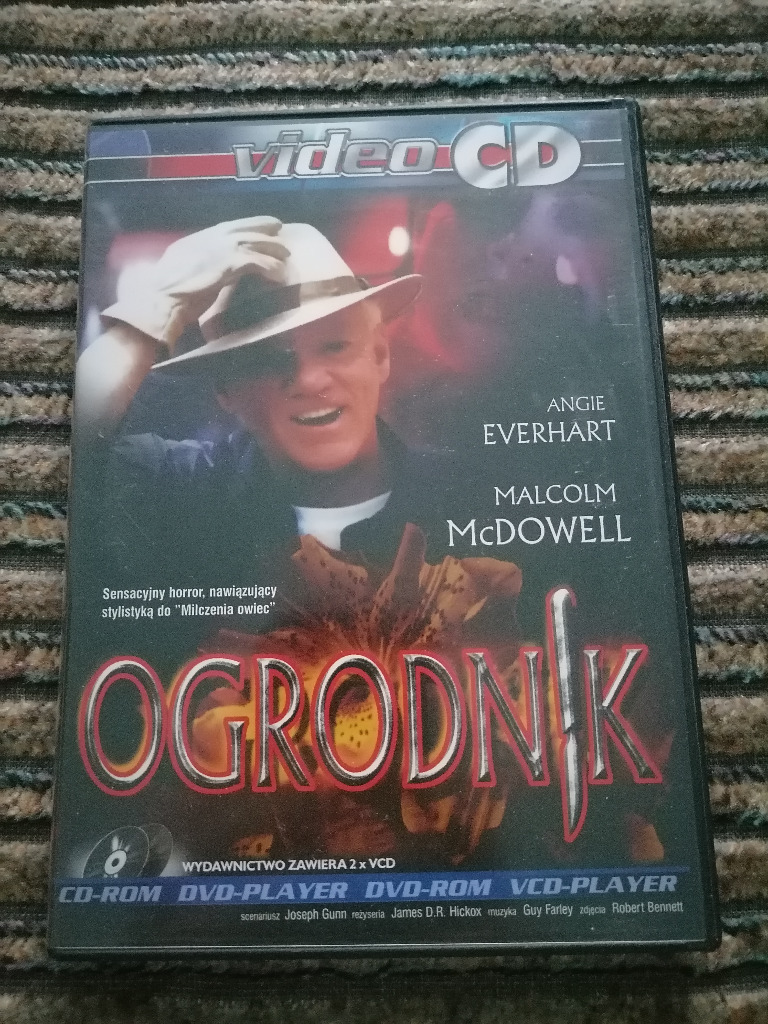 video CD
ANGIE
EVERHART
MALCOLM
McDOWELL
Sensacyjny horror, nawiązujący
stylistyką do "Milczenia owiec"
OGRODNIK
WYDAWNICTWO ZAWIERA 2 x VCD
CD-ROM DVD-PLAYER DVD-ROM VCD-PLAYER
scenariusz Joseph Gunn reżyseria James D.R. Hickox muzyka Guy Farley zdjęcia Robert Bennett